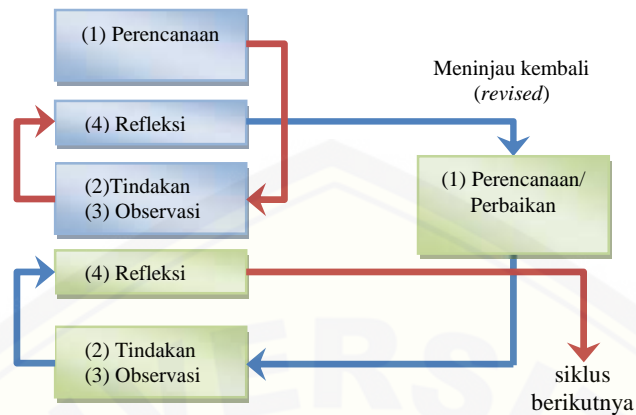 (1) Perencanaan
Meninjau kembali
(revised)
(4) Refleksi
(2)Tindakan
(3) Observasi
(1) Perencanaan/
Perbaikan
(4) Refleksi
(2) Tindakan
(3) Observasi
siklus
berikutnya